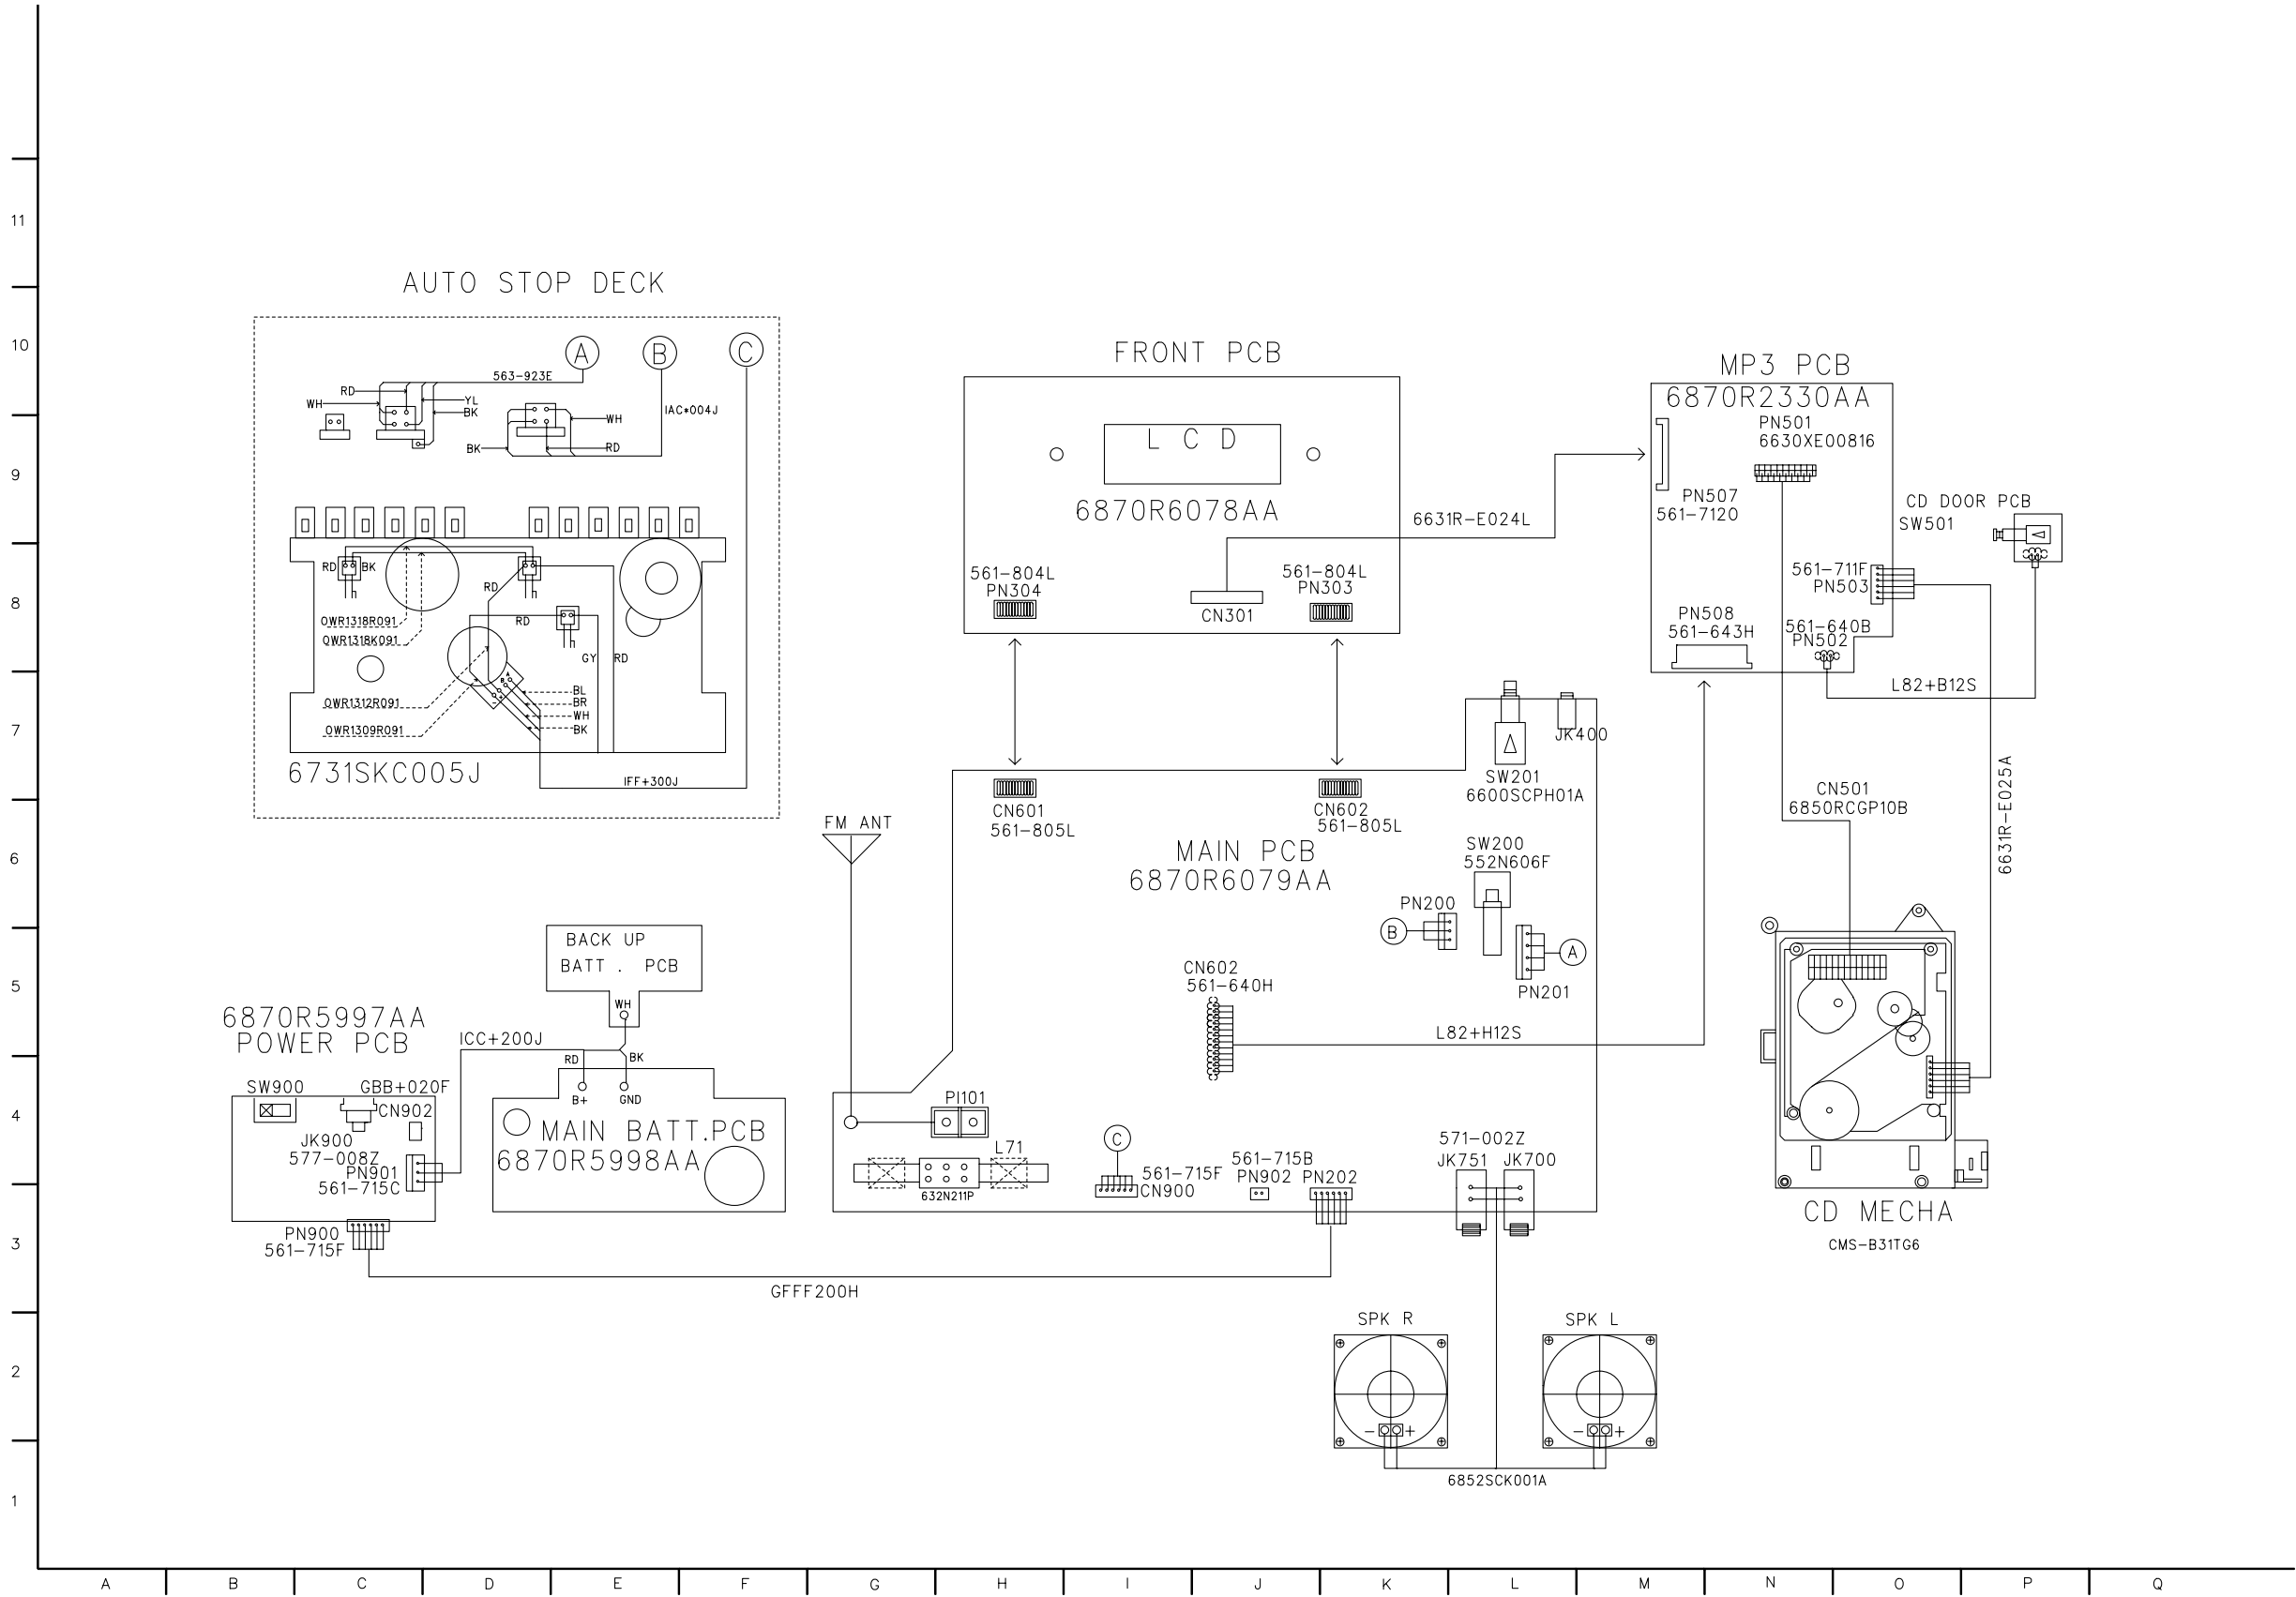 AUTO STOP DECK
A
B
C
563-923E
RD
WH
YL
BK
IAC*004J
WH
BK
RD
RD
BK
RD
RD
OWR1318R091
OWR1318K091
GY
RD
OWR1312R091
OWR1309R091
BL
BR
WH
BK
6731SKC005J
IFF+300J
FRONT PCB
L C D
6870R6078AA
561-804L
PN304
CN301
561-804L
PN303
6631R-E024L
MP3 PCB
6870R2330AA
PN501
6630XE00816
PN507
561-7120
CD DOOR PCB
SW501
561-711F
PN503
PN508
561-643H
561-640B
PN502
L82+B12S
6631R-E025A
JK400
SW201
6600SCPH01A
CN601
561-805L
CN602
561-805L
MAIN PCB
6870R6079AA
SW200
552N606F
PN200
B
A
PN201
CN602
561-640H
L82+H12S
CN501
6850RCGP10B
FM ANT
BACK UP
BATT . PCB
WH
6870R5997AA
POWER PCB
ICC+200J
RD
BK
SW900
GBB+020F
CN902
JK900
577-008Z
PN901
561-715C
PN900
561-715F
B+
GND
MAIN BATT.PCB
6870R5998AA
PI101
L71
632N211P
C
561-715F
CN900
561-715B
PN902
PN202
571-002Z
JK751
JK700
CD MECHA
CMS-B31TG6
GFFF200H
SPK R
SPK L
- +
- +
6852SCK001A
11
10
9
8
7
6
5
4
3
2
1
A B C D E F G H I J K L M N O P Q